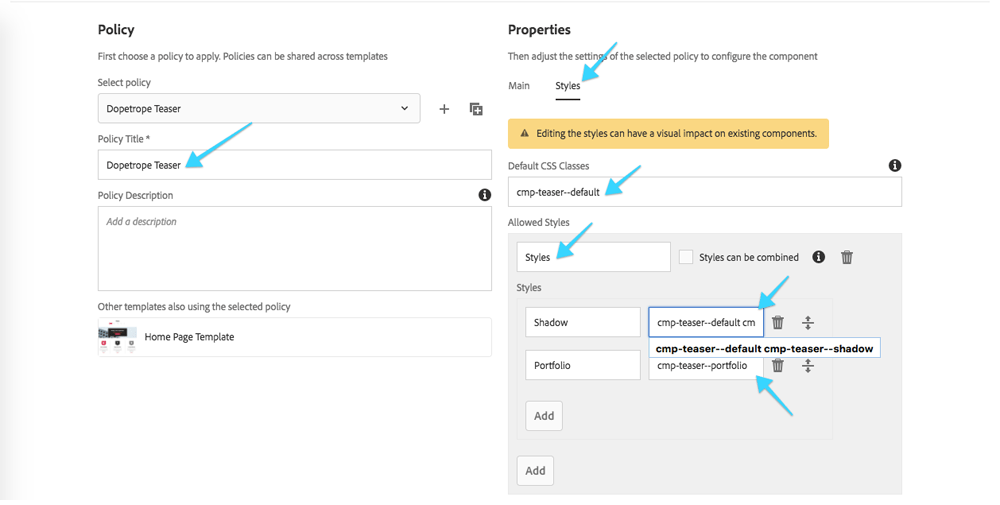 Policy
First choose a policy to apply. Policies can be shared across templates
Select policy
Dopetrope Teaser
Policy Title *
Dopetrope Teaser
Policy Description
Add a description
Other templates also using the selected policy
Home Page Template
Properties
Then adjust the settings of the selected policy to configure the component
Main
Styles
Editing the styles can have a visual impact on existing components.
Default CSS Classes
cmp-teaser--default
Allowed Styles
Styles
Styles can be combined
Styles
Shadow
cmp-teaser--default cm
cmp-teaser--default cmp-teaser--shadow
Portfolio
cmp-teaser--portfolio
Add
Add